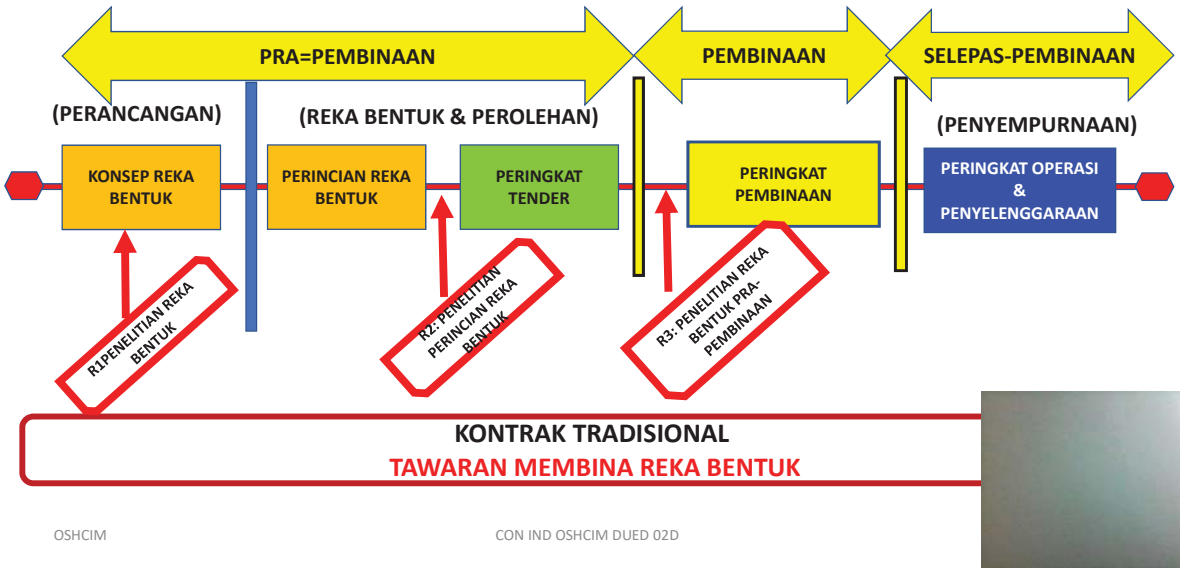 PRA=PEMBINAAN
PEMBINAAN
SELEPAS-PEMBINAAN
(PERANCANGAN)
(REKA BENTUK & PEROLEHAN)
(PENYEMPURNAAN)
KONSEP REKA
BENTUK
PERINCIAN REKA
BENTUK
PERINGKAT
TENDER
PERINGKAT
PEMBINAAN
PERINGKAT OPERASI
&
PENYELENGGARAAN
R1PENELITIAN REKA
BENTUK
R2: PENELITIAN
PERINCIAN REKA
BENTUK
R3: PENELITIAN REKA
BENTUK PRA-
PEMBINAAN
KONTRAK TRADISIONAL
TAWARAN MEMBINA REKA BENTUK
OSHCIM
CON IND OSHCIM DUED 02D